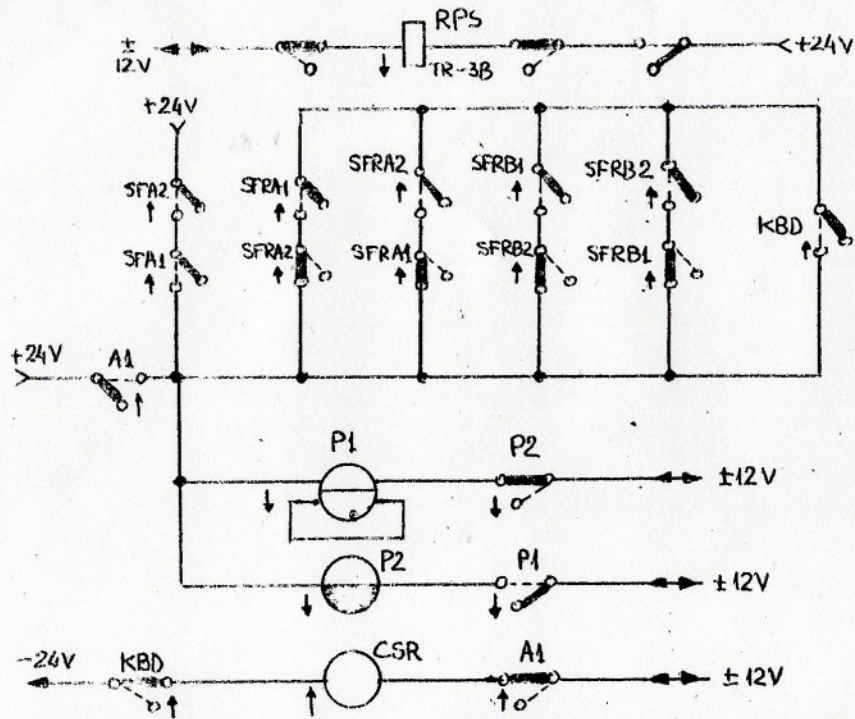 RPS
±
12V
TR-3B
+24V
+24V
SFA2
SFRA1
SFRA2
SFRB1
SFRB2
KBD
SFA1
SFRA2
SFRA1
SFRB2
SFRB1
+24V
A1
P1
P2
±12V
P2
P1
±12V
-24V
KBD
CSR
A1
±12V